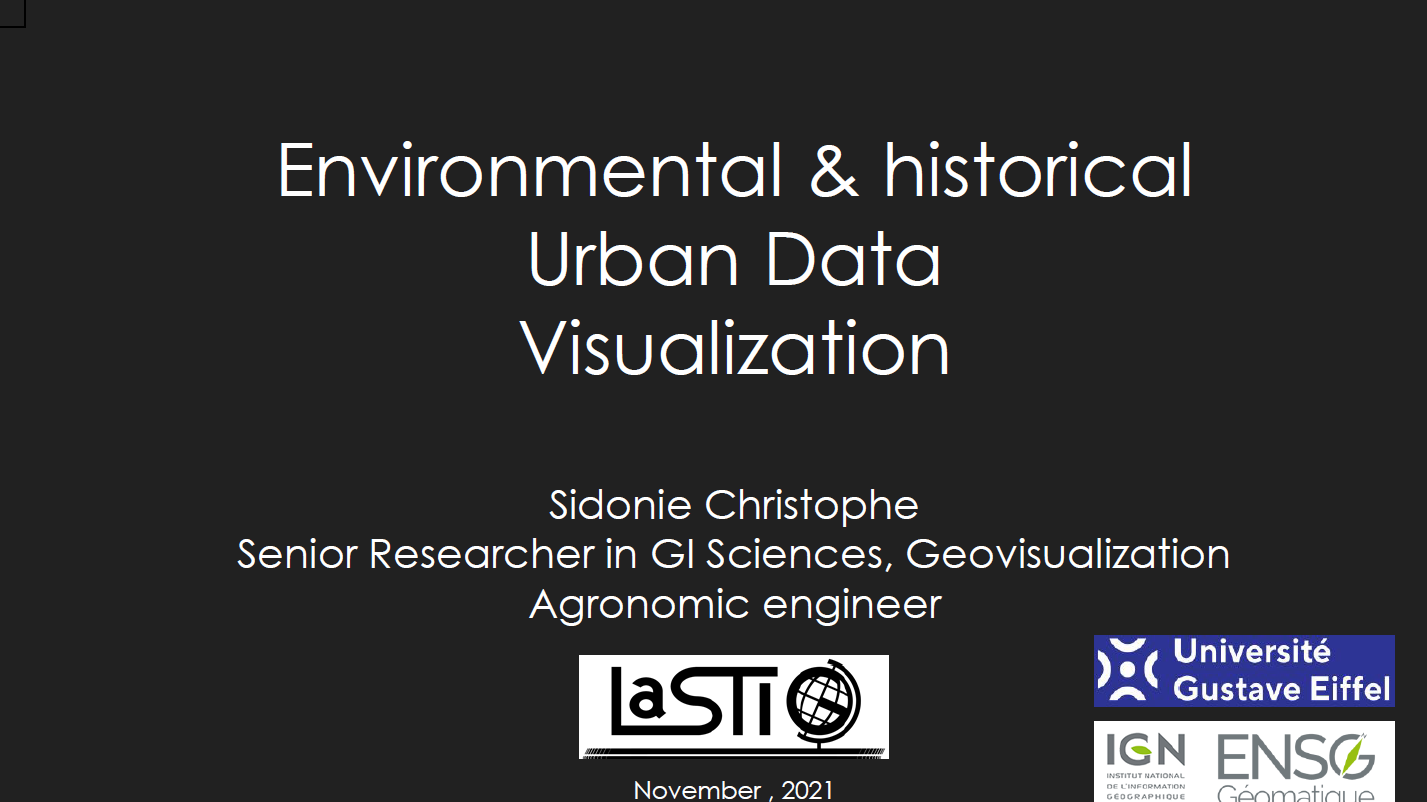 Environmental & historical
Urban Data
Visualization
Sidonie Christophe
Senior Researcher in GI Sciences, Geovisualization
Agronomic engineer
LaSTIG
November , 2021
Université
Gustave Eiffel
IGN
INSTITUT NATIONAL
DE L'INFORMATION
GÉOGRAPHIQUE
ENSG
Géomatique